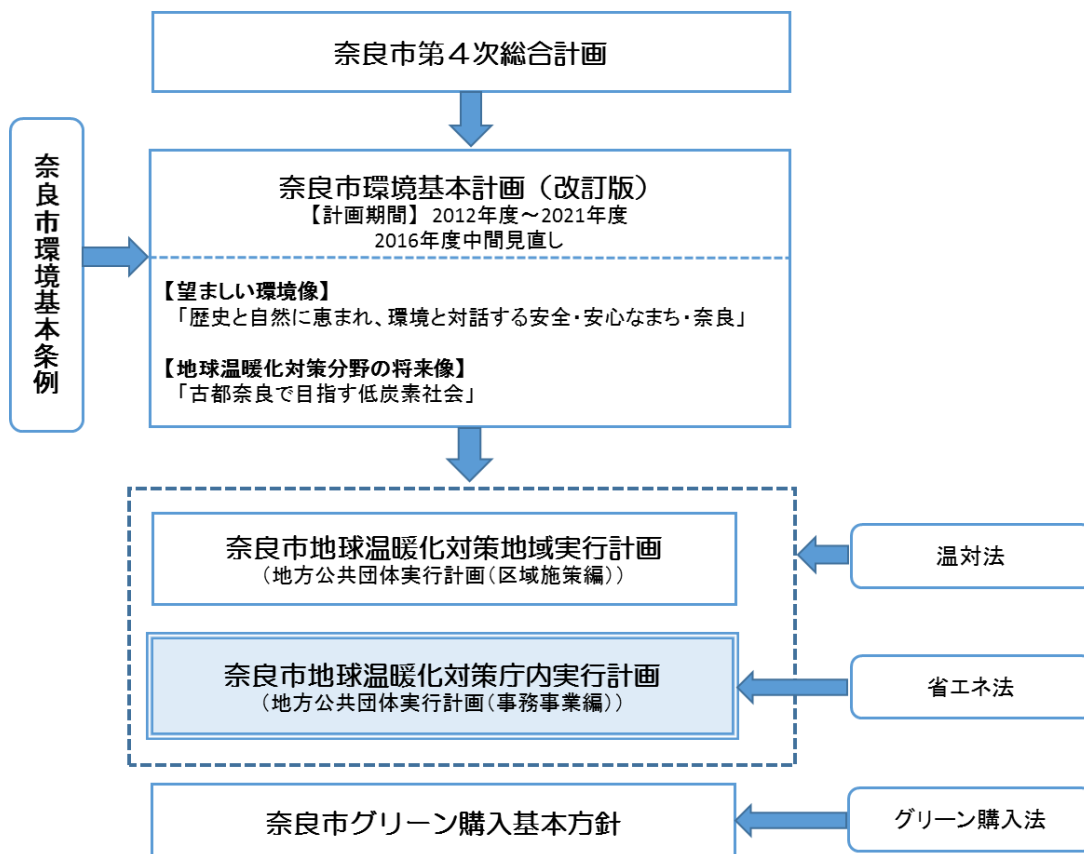 奈良市第４次総合計画
奈良市環境基本条例
奈良市環境基本計画（改訂版）
【計画期間】 2012年度～2021年度
2016年度中間見直し
【望ましい環境像】
「歴史と自然に恵まれ、環境と対話する安全・安心なまち・奈良」
【地球温暖化対策分野の将来像】
「古都奈良で目指す低炭素社会」
奈良市地球温暖化対策地域実行計画
（地方公共団体実行計画（区域施策編））
温対法
奈良市地球温暖化対策庁内実行計画
（地方公共団体実行計画（事務事業編））
省エネ法
奈良市グリーン購入基本方針
グリーン購入法